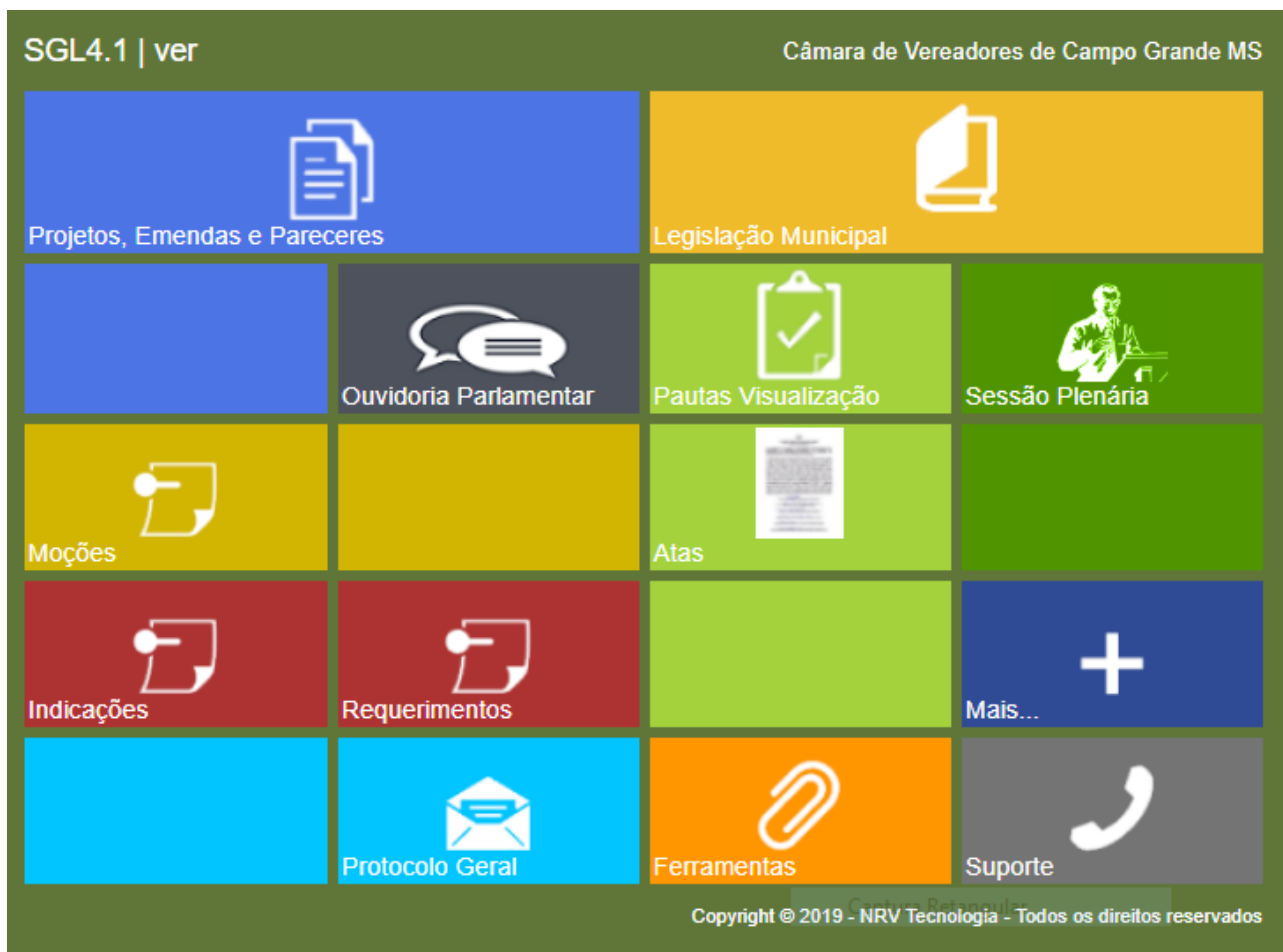 SGL4.1 | ver
Câmara de Vereadores de Campo Grande MS
Projetos, Emendas e Pareceres
Legislação Municipal
Ouvidoria Parlamentar
Pautas Visualização
Sessão Plenária
Moções
Atas
Indicações
Requerimentos
Mais...
Protocolo Geral
Ferramentas
Suporte
Captura Retangular
Copyright © 2019 - NRV Tecnologia - Todos os direitos reservados